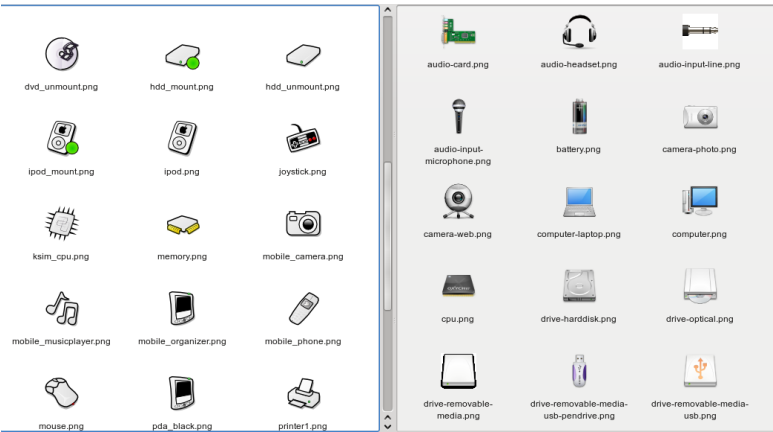 dvd_unmount.png hdd_mount.png hdd_unmount.png
ipod_mount.png ipod.png joystick.png
ksim_cpu.png memory.png mobile_camera.png
mobile_musicplayer.png mobile_organizer.png mobile_phone.png
mouse.png pda_black.png printer1.png
audio-card.png audio-headset.png audio-input-line.png
audio-input-
microphone.png
battery.png camera-photo.png
camera-web.png computer-laptop.png computer.png
cpu.png drive-harddisk.png drive-optical.png
drive-removable-
media.png
drive-removable-media-
usb-pendrive.png
drive-removable-media-
usb.png